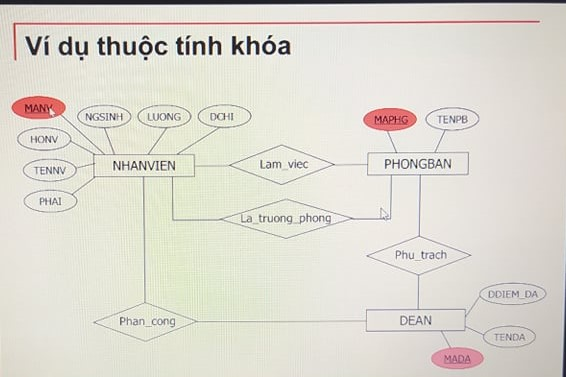 Ví dụ thuộc tính khóa
MANV
NGSINH
LUONG
DCHI
MAPHG
TENPB
HONV
TENNV
PHAI
NHANVIEN
Lam_viec
PHONGBAN
La_truong_phong
Phu_trach
Phan_cong
DEAN
DDIEM_DA
TENDA
MADA